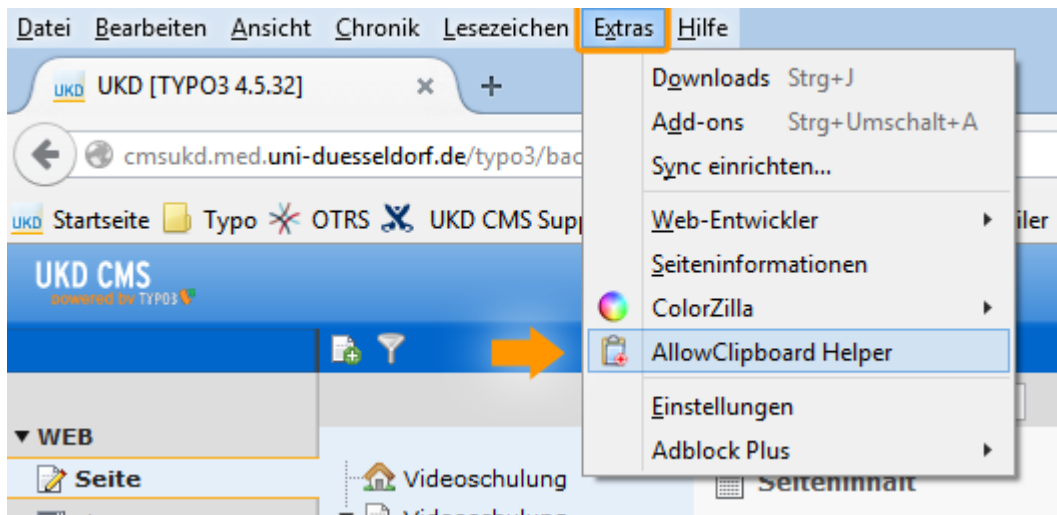 Datei Bearbeiten Ansicht Chronik Lesezeichen Extras Hilfe
UKD UKD [TYPO3 4.5.32]
cmsukd.med.uni-duesseldorf.de/typo3/bac
UKD Startseite Typo OTRS UKD CMS Supp iler
Downloads Strg+J
Add-ons Strg+Umschalt+A
Sync einrichten...
Web-Entwickler
Seiteninformationen
ColorZilla
AllowClipboard Helper
Einstellungen
Adblock Plus
UKD CMS
powered by TYPO3
WEB
Seite
Videoschulung
Seiteninhalt
Videoschulung